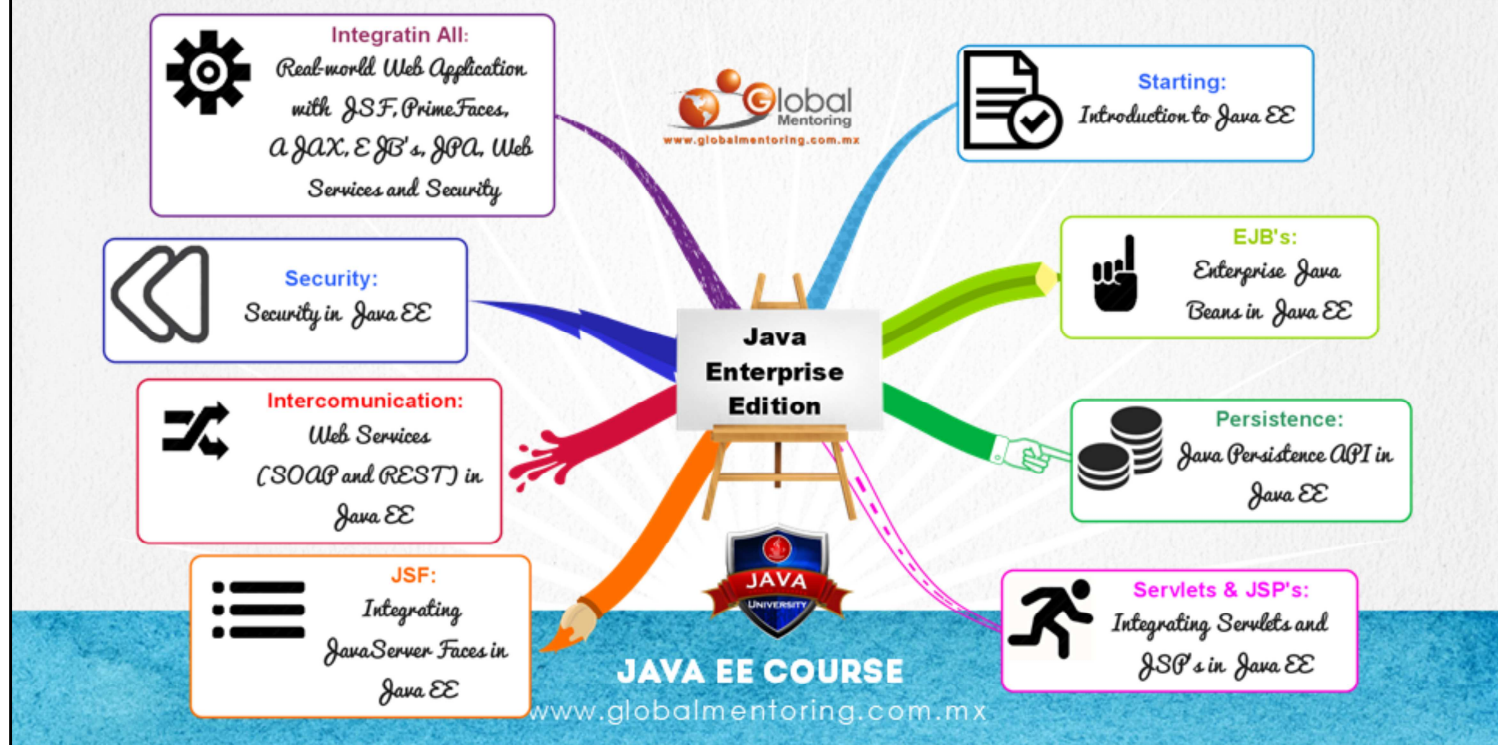 Integratin All:
Real-world Web Application
with JSF, PrimeFaces,
AJAX, EJB's, JPA, Web
Services and Security
Global
Mentoring
www.globalmentoring.com.mx
Starting:
Introduction to Java EE
Security:
Security in Java EE
EJB's:
Enterprise Java
Beans in Java EE
Java
Enterprise
Edition
Intercomunication:
Web Services
(SOAP and REST) in
Java EE
Persistence:
Java Persistence API in
Java EE
JSF:
Integrating
JavaServer Faces in
Java EE
JAVA
UNIVERSITY
Servlets & JSP's:
Integrating Servlets and
JSP's in Java EE
JAVA EE COURSE
www.globalmentoring.com.mx